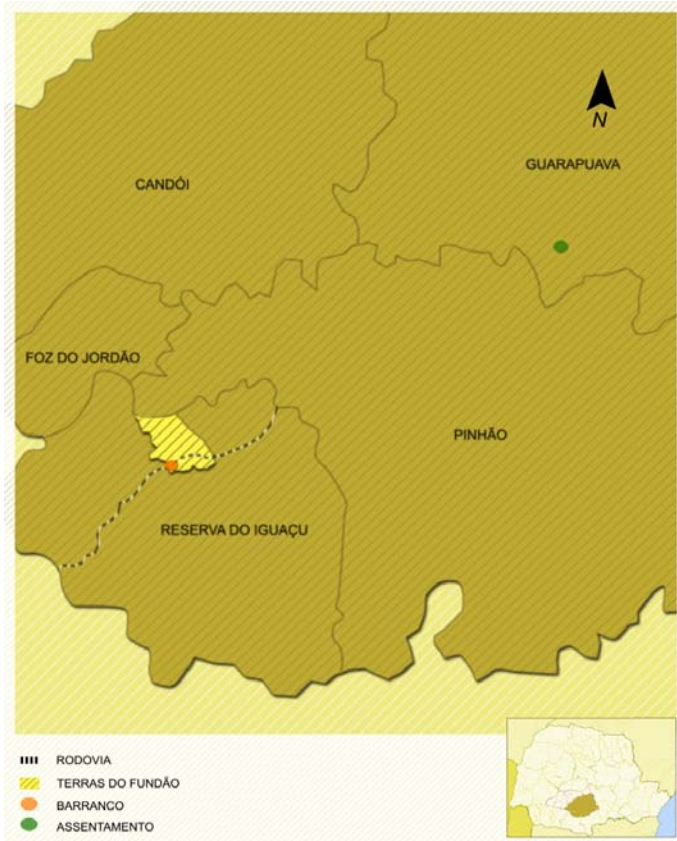 N
GUARAPUAVA
CANDÓI
FOZ DO JORDÃO
PINHÃO
RESERVA DO IGUAÇU
RODOVIA
TERRAS DO FUNDÃO
BARRANCO
ASSENTAMENTO